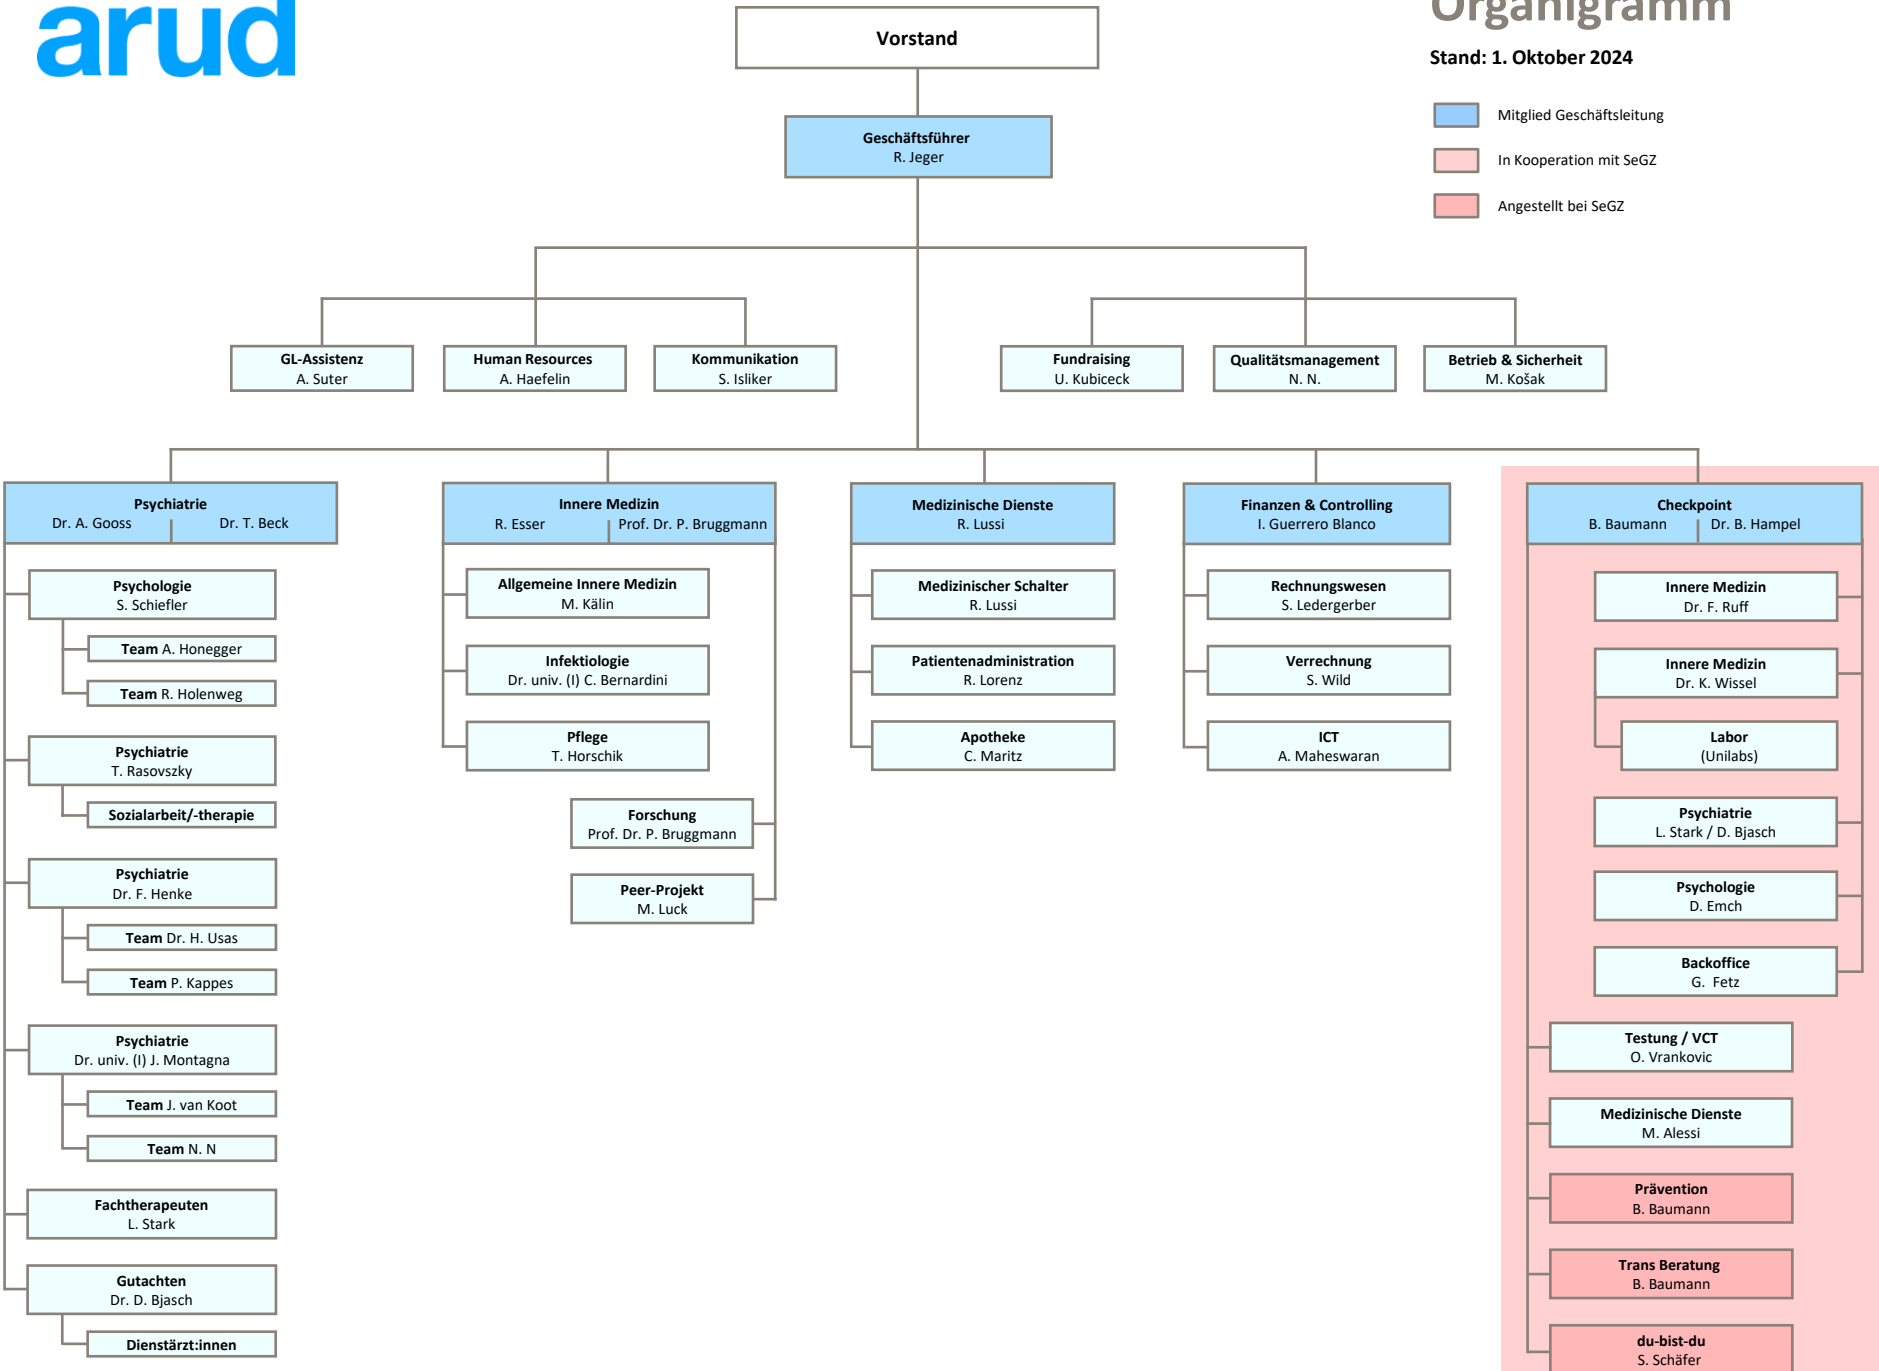 arud
Organigramm
Stand: 1. Oktober 2024
Mitglied Geschäftsleitung
In Kooperation mit SeGZ
Angestellt bei SeGZ
Vorstand
Geschäftsführer
R. Jeger
GL-Assistenz
A. Suter
Human Resources
A. Haefelin
Kommunikation
S. Isliker
Fundraising
U. Kubiceck
Qualitätsmanagement
N. N.
Betrieb & Sicherheit
M. Košak
Psychiatrie
Dr. A. Gooss
Dr. T. Beck
Psychologie
S. Schiefler
Team A. Honegger
Team R. Holenweg
Psychiatrie
T. Rasovszky
Sozialarbeit/-therapie
Psychiatrie
Dr. F. Henke
Team Dr. H. Usas
Team P. Kappes
Psychiatrie
Dr. univ. (I) J. Montagna
Team J. van Koot
Team N. N
Fachtherapeuten
L. Stark
Gutachten
Dr. D. Bjasch
Dienstärzt:innen
Innere Medizin
R. Esser
Prof. Dr. P. Bruggmann
Allgemeine Innere Medizin
M. Kälin
Infektiologie
Dr. univ. (I) C. Bernardini
Pflege
T. Horschik
Forschung
Prof. Dr. P. Bruggmann
Peer-Projekt
M. Luck
Medizinische Dienste
R. Lussi
Medizinischer Schalter
R. Lussi
Patientenadministration
R. Lorenz
Apotheke
C. Maritz
Finanzen & Controlling
I. Guerrero Blanco
Rechnungswesen
S. Ledergerber
Verrechnung
S. Wild
ICT
A. Maheswaran
Checkpoint
B. Baumann
Dr. B. Hampel
Innere Medizin
Dr. F. Ruff
Innere Medizin
Dr. K. Wissel
Labor
(Unilabs)
Psychiatrie
L. Stark / D. Bjasch
Psychologie
D. Emch
Backoffice
G. Fetz
Testung / VCT
O. Vrankovic
Medizinische Dienste
M. Alessi
Prävention
B. Baumann
Trans Beratung
B. Baumann
du-bist-du
S. Schäfer